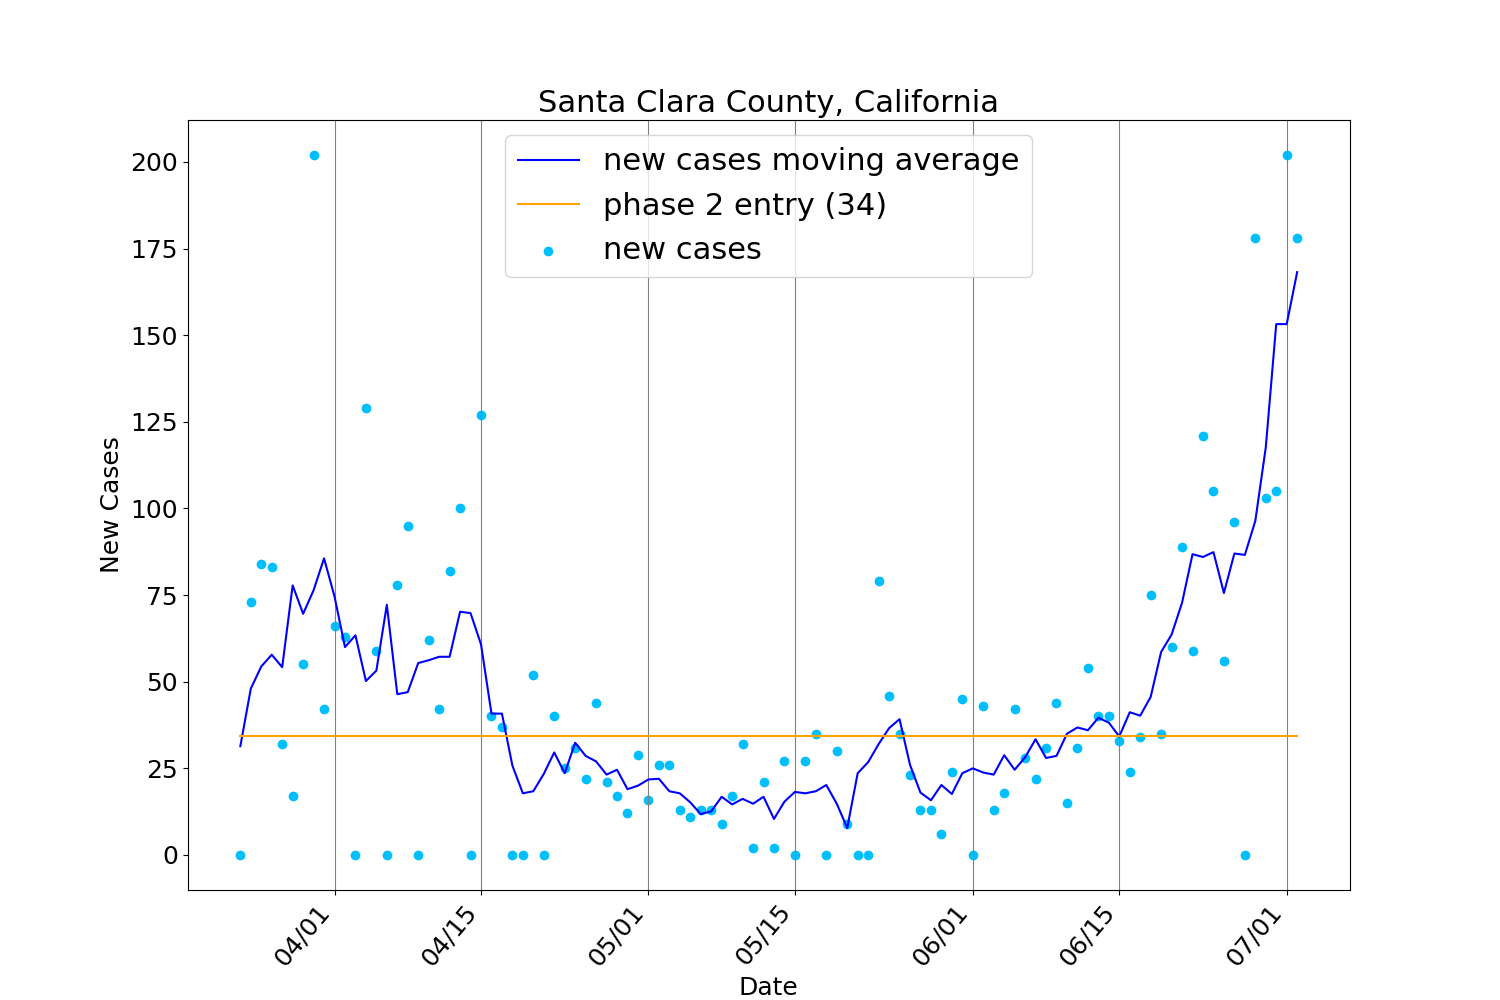 Santa Clara County, California
new cases moving average
phase 2 entry (34)
new cases
200
175
150
125
100
75
50
25
0
New Cases
04/01
04/15
05/01
05/15
06/01
06/15
07/01
Date